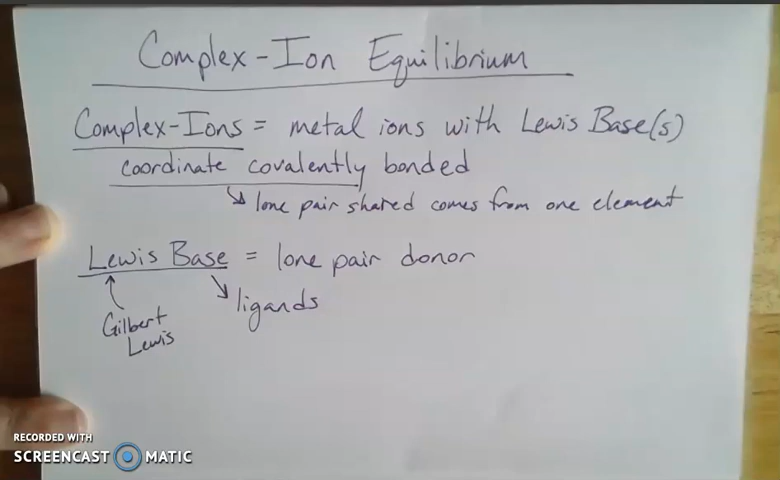 Complex-Ion Equilibrium
Complex-Ions = metal ions with Lewis Base(s)
coordinate covalently bonded
lone pair shared comes from one element
Lewis Base = lone pair donor
ligands
Gilbert
Lewis
RECORDED WITH
SCREENCAST MATIC